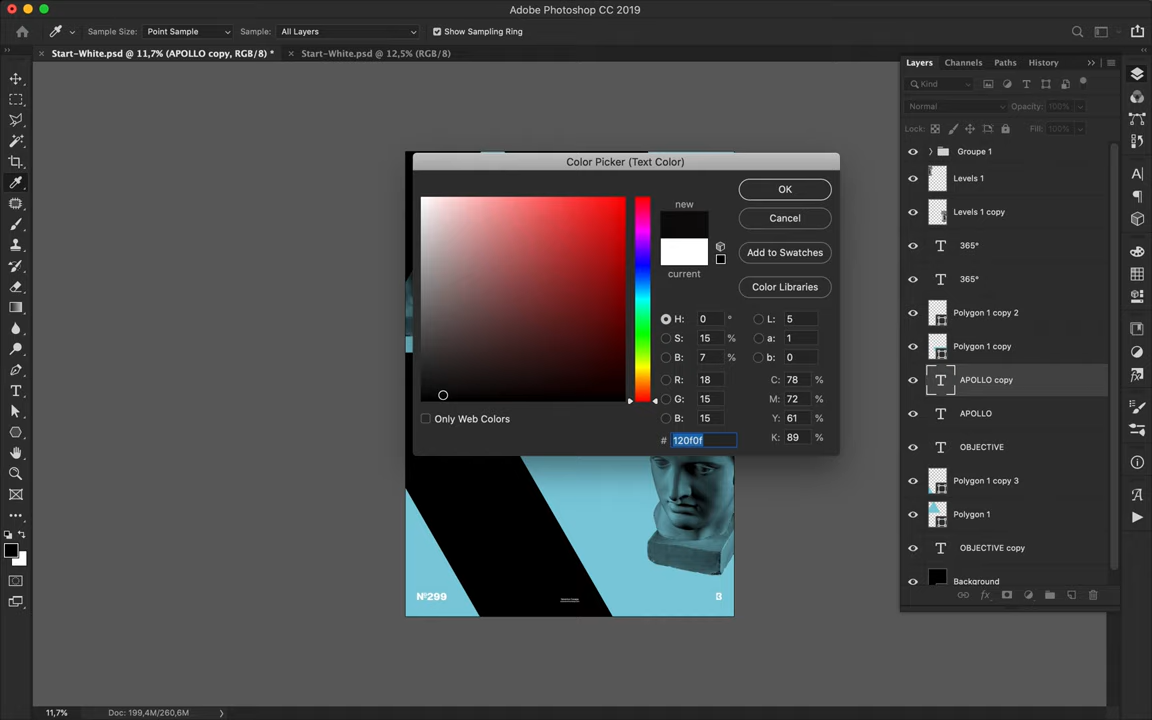 Adobe Photoshop CC 2019
Sample Size: Point Sample Sample: All Layers Show Sampling Ring
Start-White.psd @ 11,7% (APOLLO copy, RGB/8) * Start-White.psd @ 12,5% (RGB/8)
Layers Channels Paths History
Kind
Normal Opacity: 100%
Lock: Fill: 100%
Groupe 1
Levels 1
Levels 1 copy
365°
365°
Polygon 1 copy 2
Polygon 1 copy
APOLLO copy
APOLLO
OBJECTIVE
Polygon 1 copy 3
Polygon 1
OBJECTIVE copy
Background
Color Picker (Text Color)
new
current
OK
Cancel
Add to Swatches
Color Libraries
H: 0 ° L: 5
S: 15 % a: 1
B: 7 % b: 0
R: 18 C: 78 %
G: 15 M: 72 %
B: 15 Y: 61 %
# 120f0f K: 89 %
Only Web Colors
Nº299 B
11,7% Doc: 199,4M/260,6M